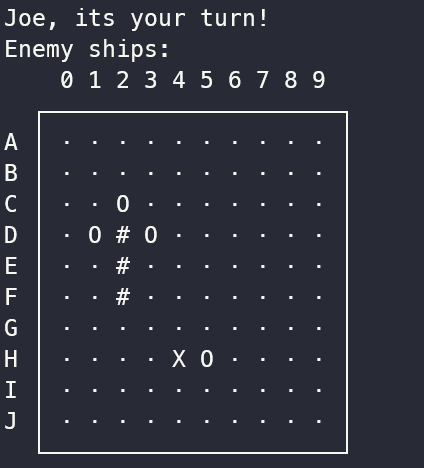 Joe, its your turn!
Enemy ships:
0 1 2 3 4 5 6 7 8 9
A . . . . . . . . . .
B . . . . . . . . . .
C . . O . . . . . . .
D . O # O . . . . . .
E . . # . . . . . . .
F . . # . . . . . . .
G . . . . . . . . . .
H . . . . X O . . . .
I . . . . . . . . . .
J . . . . . . . . . .